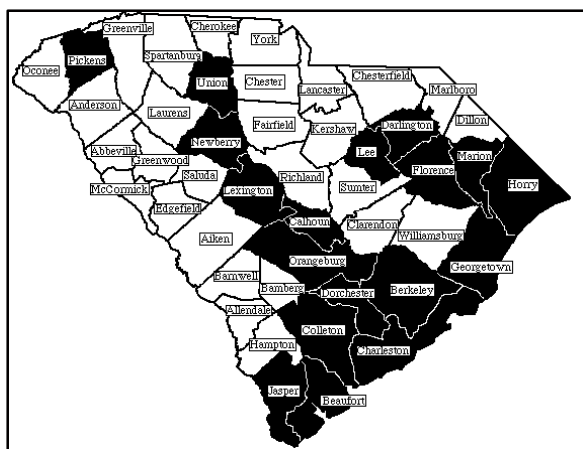 Cherokee
Greenville
York
Spartanburg
Pickens
Oconee
Union
Chester
Lancaster
Chesterfield
Marlboro
Anderson
Laurens
Darlington
Dillon
Fairfield
Kershaw
Newberry
Abbeville
Lee
Marion
Greenwood
Florence
Saluda
Richland
McCormick
Lexington
Sumter
Horry
Edgefield
Calhoun
Clarendon
Williamsburg
Aiken
Orangeburg
Georgetown
Barnwell
Bamberg
Dorchester
Berkeley
Allendale
Colleton
Hampton
Charleston
Jasper
Beaufort